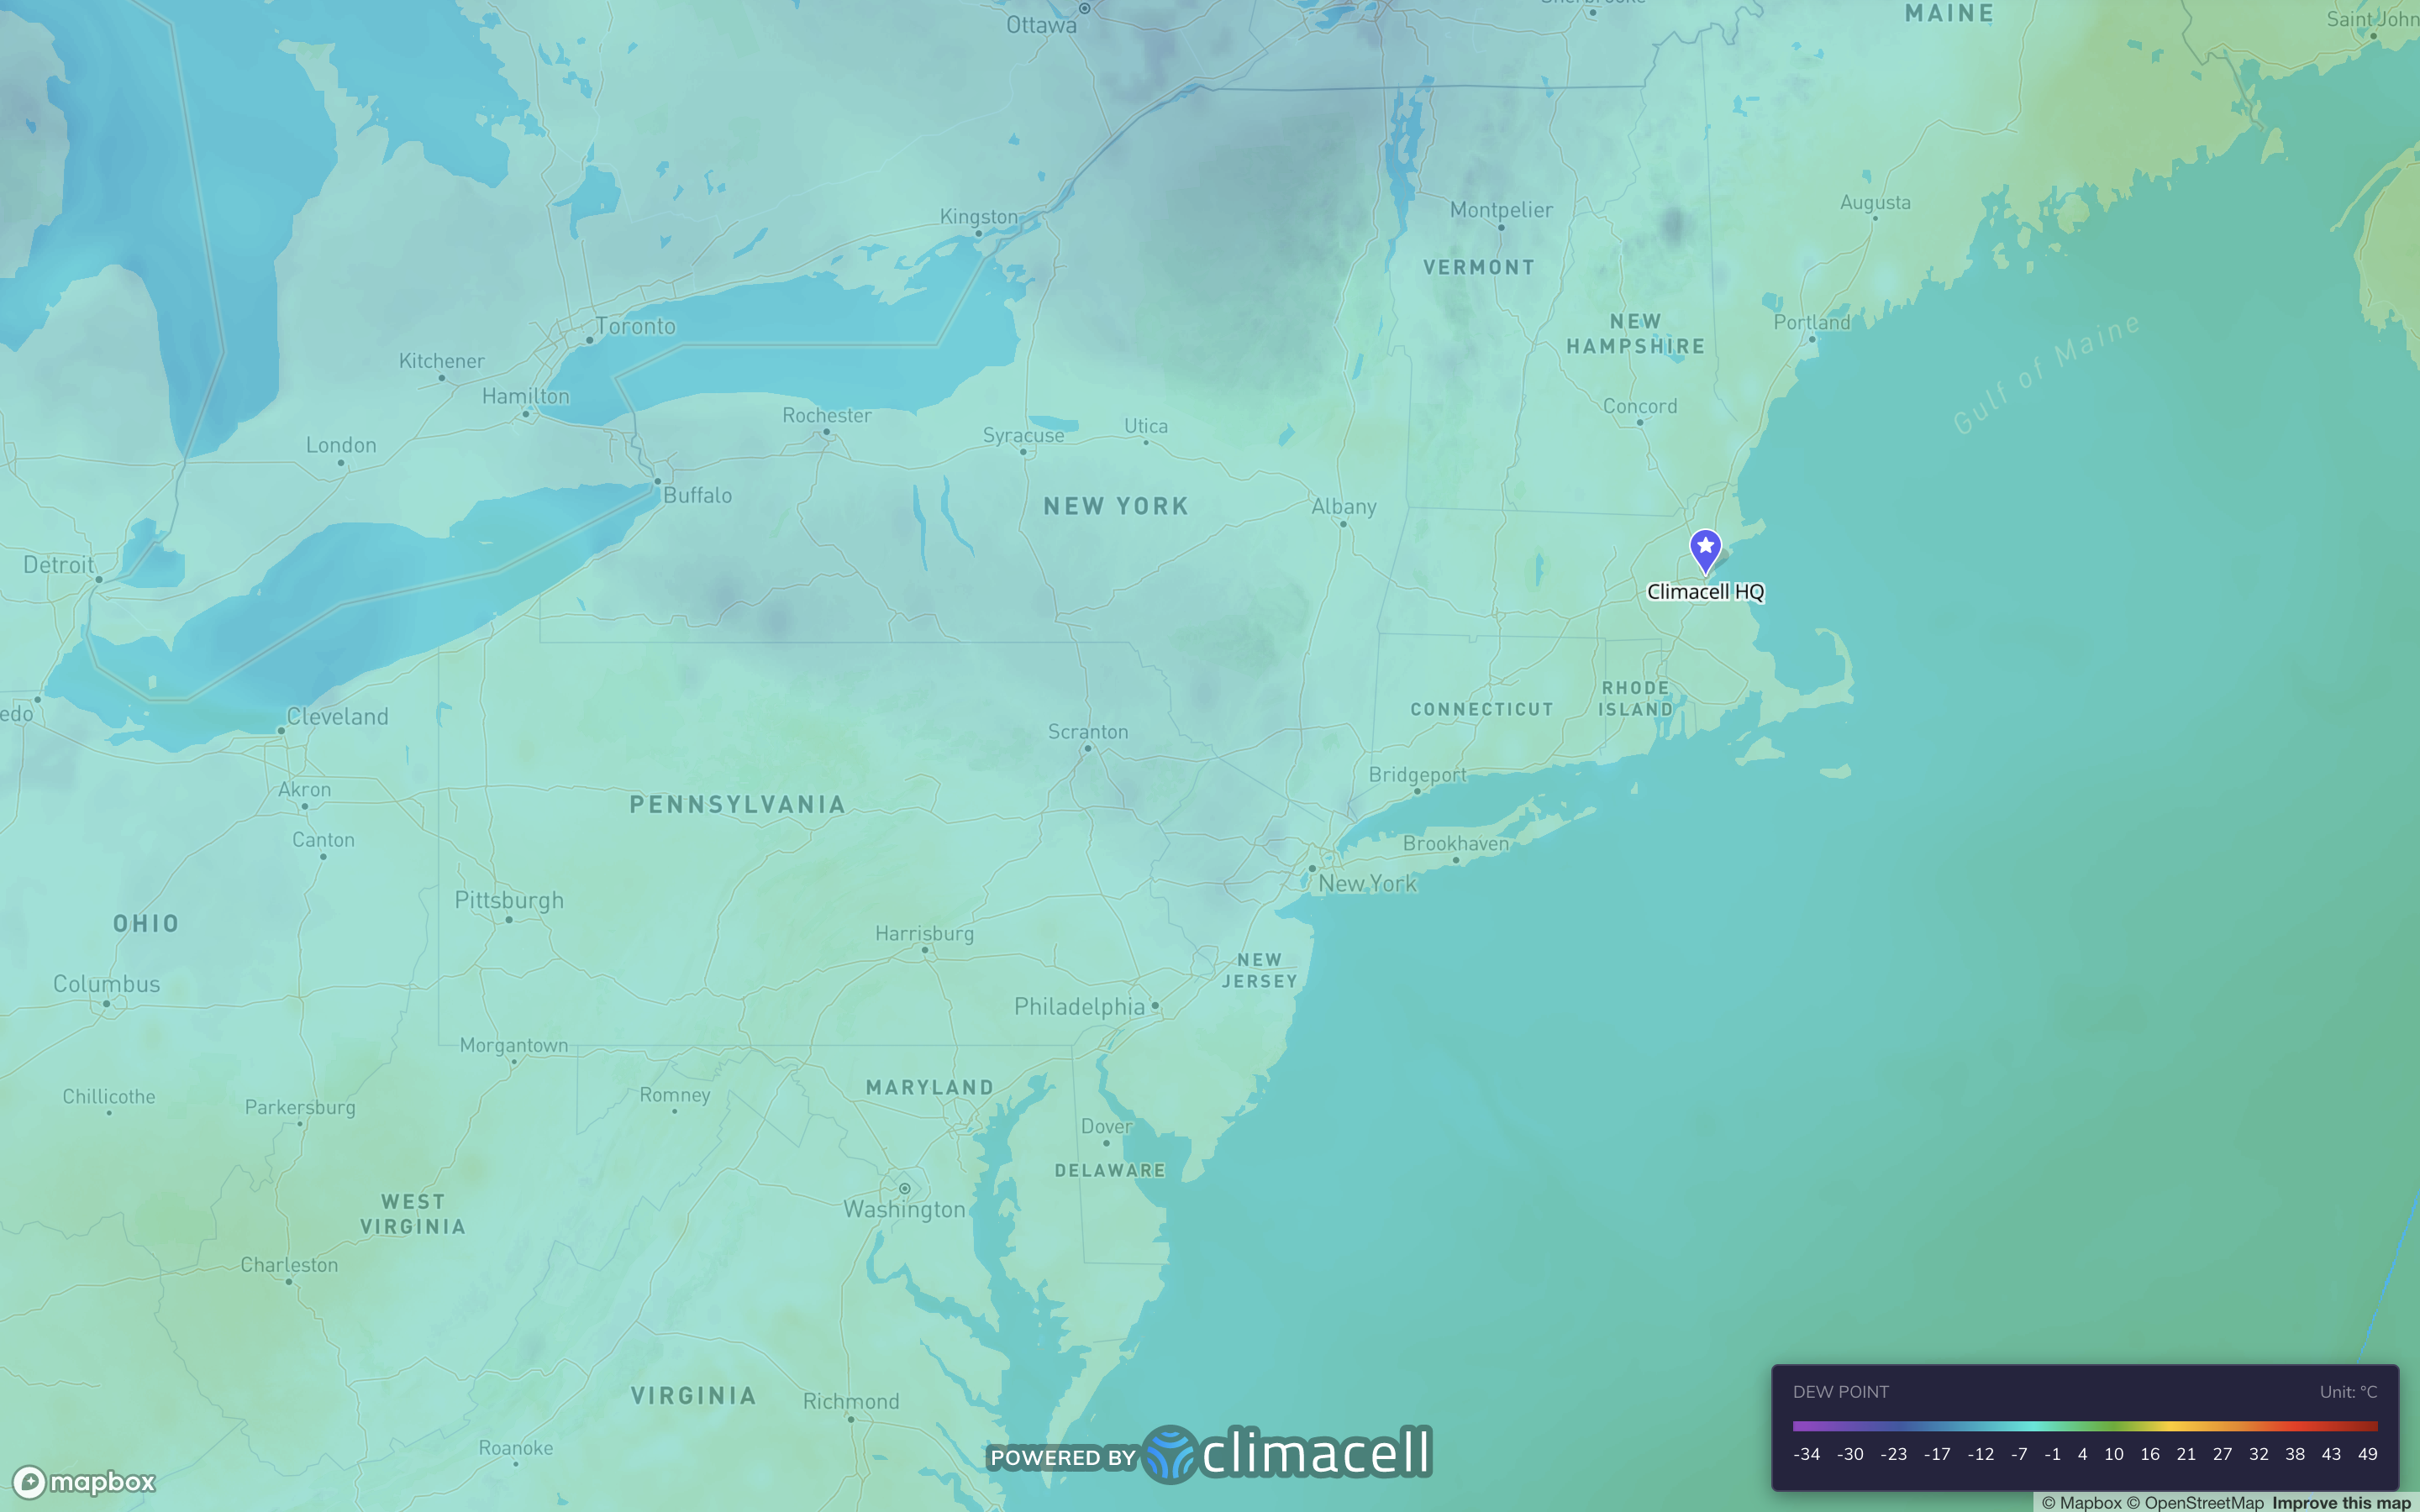 Ottawa
MAINE
Saint John
Kingston
Montpelier
Augusta
VERMONT
Toronto
NEW
HAMPSHIRE
Portland
Gulf of Maine
Kitchener
Hamilton
Rochester
Concord
London
Syracuse
Utica
Buffalo
NEW YORK
Albany
Detroit
Climacell HQ
RHODE
ISLAND
CONNECTICUT
edo
Cleveland
Scranton
Bridgeport
Akron
PENNSYLVANIA
Canton
Brookhaven
New York
Pittsburgh
OHIO
Harrisburg
NEW
JERSEY
Columbus
Philadelphia
Morgantown
Chillicothe
Parkersburg
Romney
MARYLAND
Dover
DELAWARE
WEST
VIRGINIA
Washington
Charleston
VIRGINIA
Richmond
Roanoke
POWERED BY climacell
mapbox
DEW POINT Unit: °C
-34 -30 -23 -17 -12 -7 -1 4 10 16 21 27 32 38 43 49
© Mapbox © OpenStreetMap Improve this map